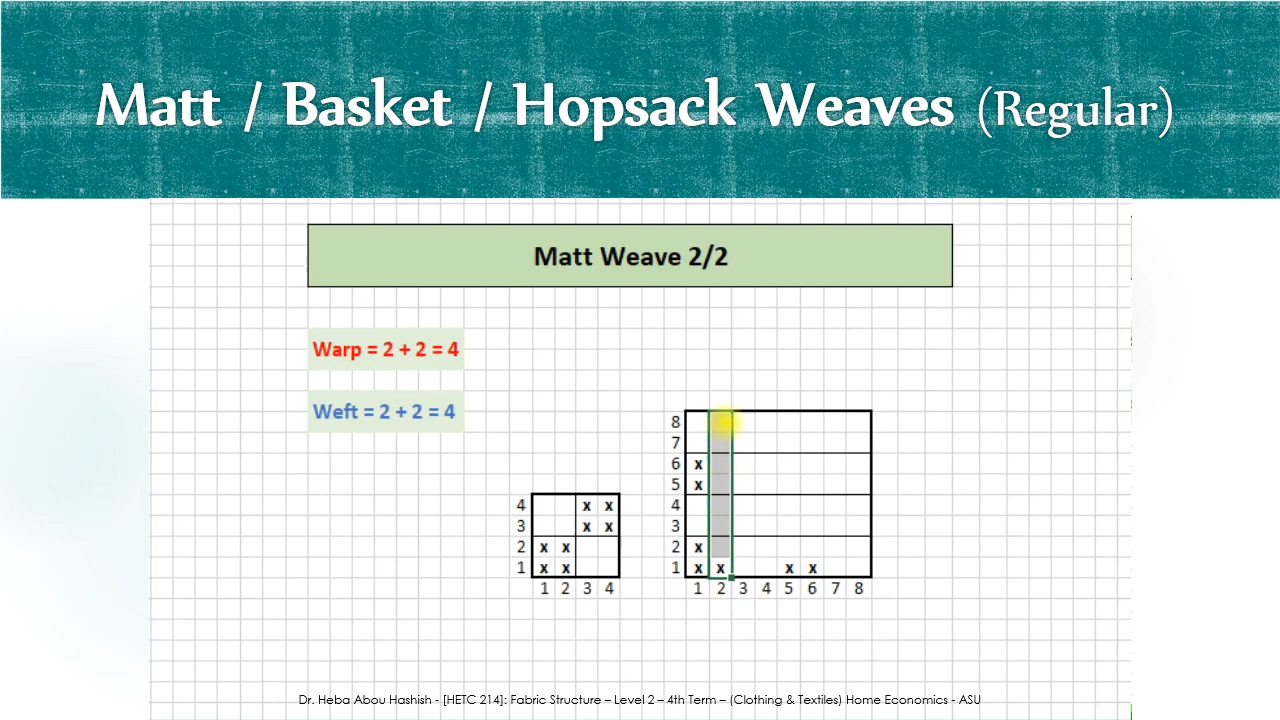 Matt / Basket / Hopsack Weaves (Regular)
Matt Weave 2/2
Warp = 2 + 2 = 4
Weft = 2 + 2 = 4
8
7
6 x
5 x
4 x x
4
3 x x
3
2 x x
2 x
1 x x
1 x x x x
1 2 3 4
1 2 3 4 5 6 7 8
Dr. Heba Abou Hashish - [HETC 214]: Fabric Structure – Level 2 – 4th Term – (Clothing & Textiles) Home Economics - ASU